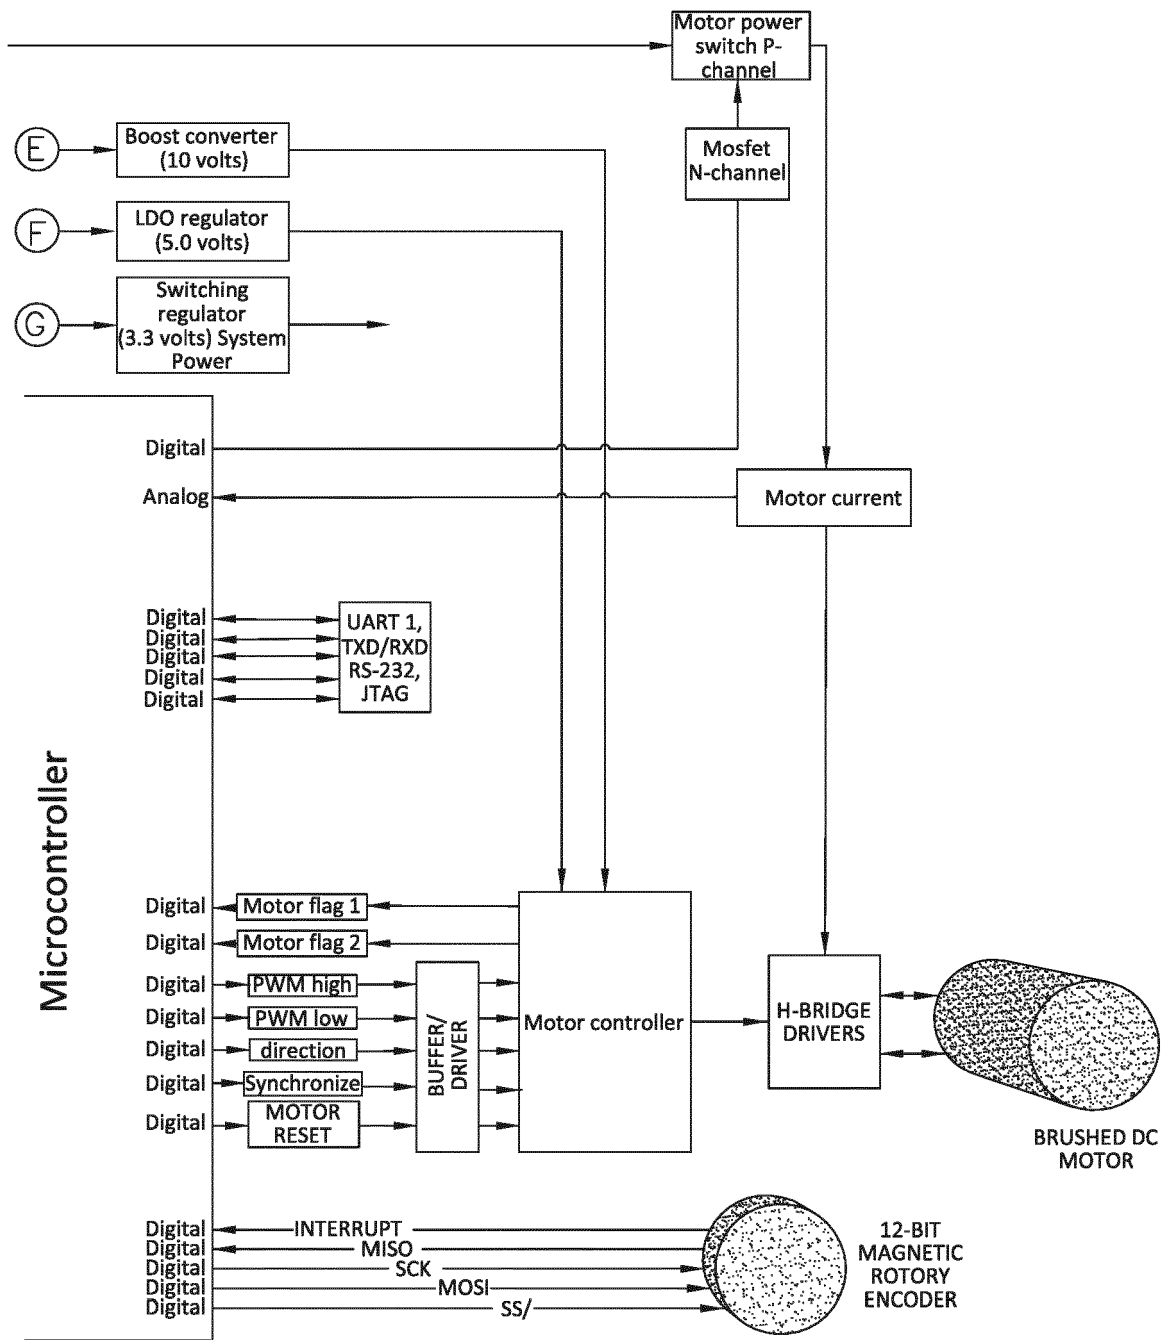 Motor power
switch P-
channel
E
Boost converter
(10 volts)
Mosfet
N-channel
F
LDO regulator
(5.0 volts)
G
Switching
regulator
(3.3 volts) System
Power
Digital
Analog
Motor current
Digital
Digital
Digital
Digital
Digital
UART 1,
TXD/RXD
RS-232,
JTAG
Microcontroller
Digital
Motor flag 1
Digital
Motor flag 2
Digital
PWM high
Digital
PWM low
Digital
direction
Digital
Synchronize
Digital
MOTOR
RESET
BUFFER/
DRIVER
Motor controller
H-BRIDGE
DRIVERS
BRUSHED DC
MOTOR
Digital
INTERRUPT
Digital
MISO
Digital
SCK
Digital
MOSI
Digital
SS/
12-BIT
MAGNETIC
ROTORY
ENCODER